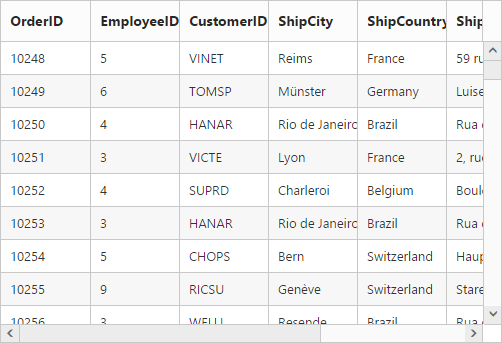 OrderID EmployeeID CustomerID ShipCity ShipCountry Ship
10248 5 VINET Reims France 59 ru
10249 6 TOMSP Münster Germany Luise
10250 4 HANAR Rio de Janeiro Brazil Rua
10251 3 VICTE Lyon France 2, rue
10252 4 SUPRD Charleroi Belgium Boul
10253 3 HANAR Rio de Janeiro Brazil Rua
10254 5 CHOPS Bern Switzerland Haup
10255 9 RICSU Genève Switzerland Stare
10256 3 WELLI Resende Brazil Rua